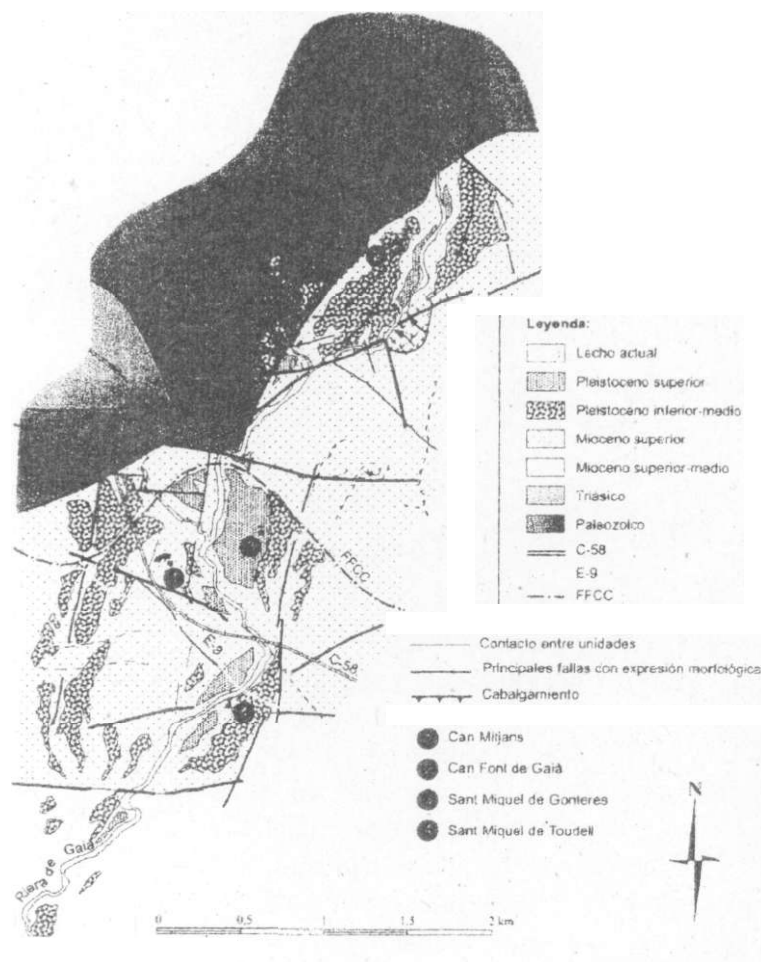 Leyenda:
Lecho actual
Pleistoceno superior
Pleistoceno inferior-medio
Mioceno superior
Mioceno superior-medio
Triásico
Paleozoico
C-58
E-9
FFCC
FFCC
E-9
C-58
Contacto entre unidades
Principales fallas con expresión morfológica
Cabalgamiento
Can Mitjans
Can Font de Gaià
Sant Miquel de Gonteres
Sant Miquel de Toudell
N
Riera de Gaià
0 0,5 1 1,5 2 km